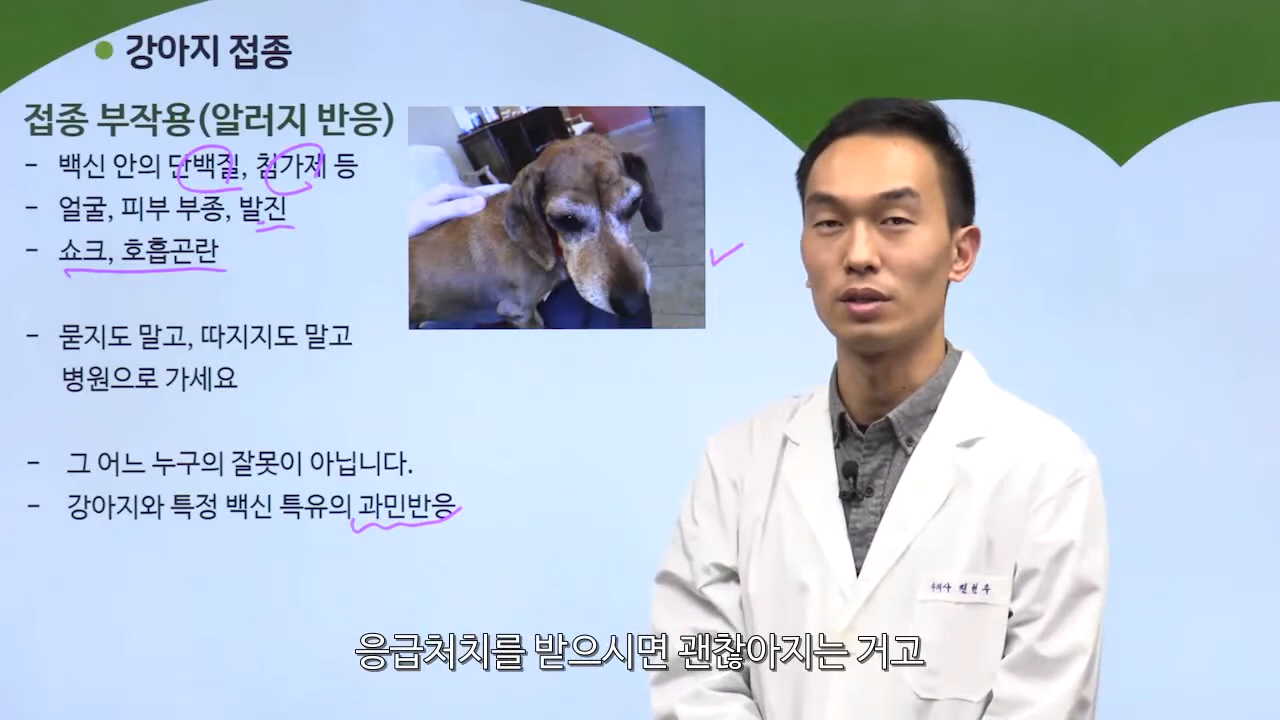 강아지 접종
접종 부작용(알러지 반응)
- 백신 안의 단백질, 첨가제 등
- 얼굴, 피부 부종, 발진
- 쇼크, 호흡곤란
- 묻지도 말고, 따지지도 말고
병원으로 가세요
- 그 어느 누구의 잘못이 아닙니다.
- 강아지와 특정 백신 특유의 과민반응
수의사
응급처치를 받으시면 괜찮아지는 거고